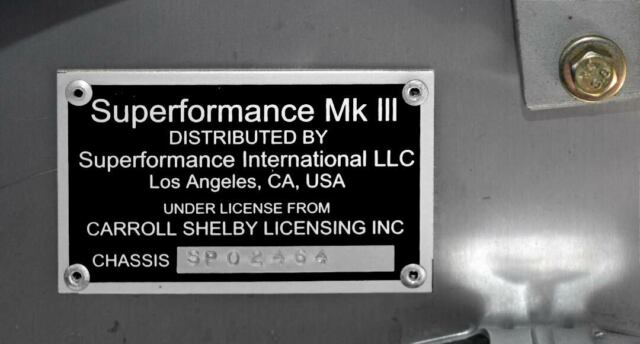 Superformance Mk III
DISTRIBUTED BY
Superformance International LLC
Los Angeles, CA, USA
UNDER LICENSE FROM
CARROLL SHELBY LICENSING INC
CHASSIS SP02464